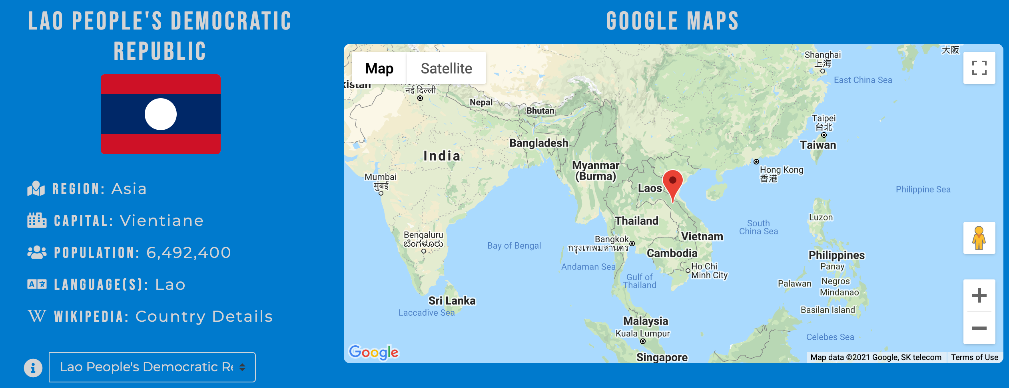 LAO PEOPLE'S DEMOCRATIC
REPUBLIC
REGION: Asia
CAPITAL: Vientiane
POPULATION: 6,492,400
LANGUAGE(S): Lao
WIKIPEDIA: Country Details
Lao People's Democratic Re
GOOGLE MAPS
Map
Satellite
Shanghai
上海
大阪
East China Sea
नई दिल्ली
Nepal
Bhutan
Taipei
台北
Taiwan
Bangladesh
India
Myanmar
(Burma)
Hong Kong
香港
Mumbai
मुंबई
Laos
Philippine Sea
Luzon
Thailand
South
China Sea
Bengaluru
ಬೆಂಗಳೂರು
Bay of Bengal
Bangkok
กรุงเทพมหานคร
Vietnam
Cambodia
Philippines
Andaman Sea
Ho Chi
Minh City
Panay
Gulf of
Thailand
Negros
Palawan
Mindanao
Sri Lanka
Laccadive Sea
Basilan Island
Malaysia
Kuala Lumpur
Celebes Sea
Singapore
Google
Map data ©2021 Google, SK telecom
Terms of Use